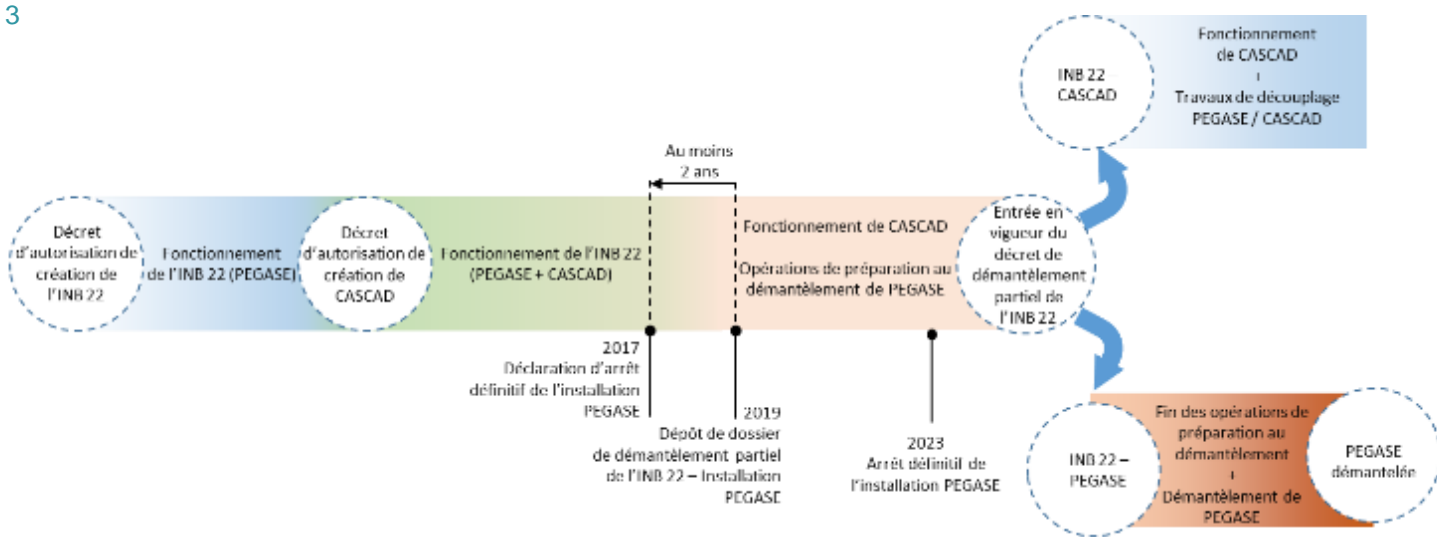 3
Décret
d'autorisation de
création de
l'INB 22
Fonctionnement
de l'INB 22 (PEGASE)
Décret
d'autorisation de
création de
CASCAD
Fonctionnement de l'INB 22
(PEGASE + CASCAD)
Au moins
2 ans
Fonctionnement de CASCAD
Opérations de préparation au
démantèlement de PEGASE
Entrée en
vigueur du
décret de
démantèlement
partiel de
l'INB 22
2017
Déclaration d'arrêt
définitif de l'installation
PEGASE
2019
Dépôt de dossier
de démantèlement partiel
de l'INB 22 – Installation
PEGASE
2023
Arrêt définitif de
l'installation PEGASE
INB 22 –
CASCAD
Fonctionnement
de CASCAD
+
Travaux de découplage
PEGASE / CASCAD
INB 22 –
PEGASE
Fin des opérations de
préparation au
démantèlement
+
Démantèlement de
PEGASE
PEGASE
démantelée